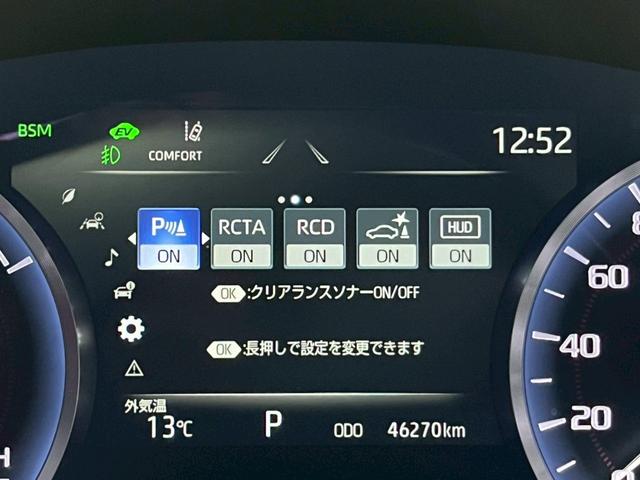 BSM
EV
COMFORT
12:52
P RCTA RCD HUD
ON ON ON ON ON
OK :クリアランスソナーON/OFF
OK :長押しで設定を変更できます
外気温
13℃ P ODO 46270km
80
60
40
20
0
H